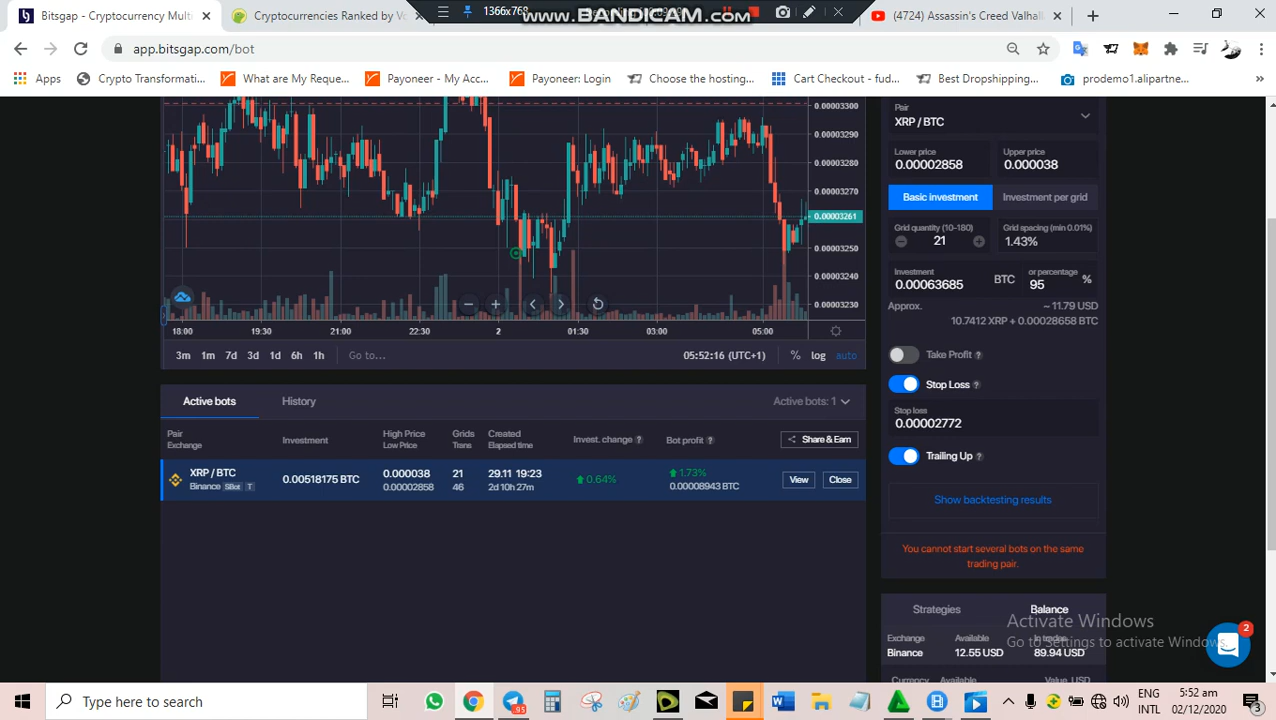 Bitsgap - Cryptocurrency Mult
Cryptocurrencies Ranked by V
1366x768
www.BANDICAM.com
(4724) Assassin's Creed Valhall
app.bitsgap.com/bot
Apps
Crypto Transformati...
What are My Reque...
Payoneer - My Acc...
Payoneer: Login
Choose the hosting...
Cart Checkout - fud...
Best Dropshipping...
prodemo1.alipartne...
0.00003300
0.00003290
0.00003280
0.00003270
0.00003261
0.00003250
0.00003240
0.00003230
18:00 19:30 21:00 22:30 2 01:30 03:00 05:00
3m 1m 7d 3d 1d 6h 1h Go to... 05:52:16 (UTC+1) % log auto
Pair
XRP / BTC
Lower price Upper price
0.00002858 0.000038
Basic investment Investment per grid
Grid quantity (10-180) Grid spacing (min 0.01%)
21 1.43%
Investment or percentage
0.00063685 BTC 95 %
Approx. ~ 11.79 USD
10.7412 XRP + 0.00028658 BTC
Take Profit ?
Stop Loss ?
Stop loss
0.00002772
Trailing Up ?
Show backtesting results
You cannot start several bots on the same
trading pair.
Active bots History Active bots: 1
Pair Exchange Investment High Price Low Price Grids Trans Created Elapsed time Invest. change ? Bot profit ? Share & Earn
XRP / BTC 0.00518175 BTC 0.000038 21 29.11 19:23 0.64% 1.73% View Close
Binance SBot T 0.00002858 46 2d 10h 27m 0.00008943 BTC
Strategies Balance
Exchange Available In trades
Binance 12.55 USD 89.94 USD
Currency Available Value, USD
Activate Windows
Go to Settings to activate Windows.
2
Type here to search
95
ENG
INTL
5:52 am
02/12/2020
3